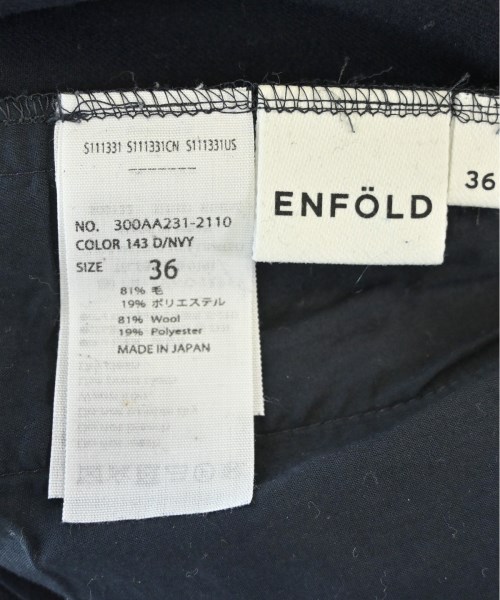 S111331 S111331CN S111331US
NO. 300AA231-2110
COLOR 143 D/NVY
SIZE 36
81% 毛
19% ポリエステル
81% Wool
19% Polyester
MADE IN JAPAN
ENFÖLD
36